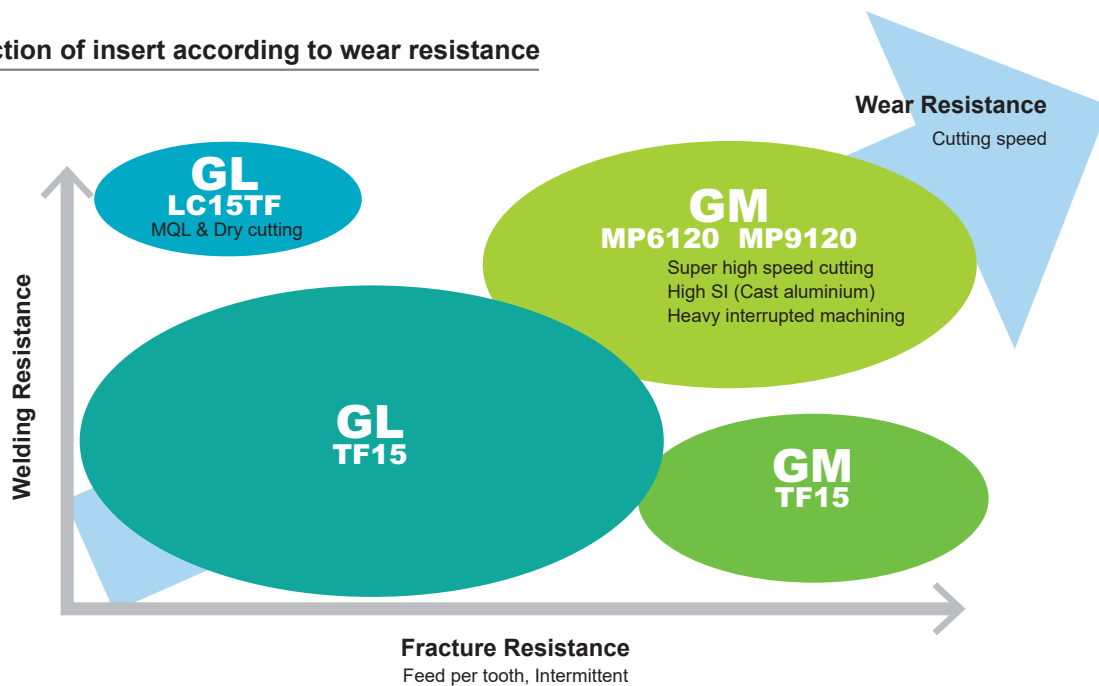 ction of insert according to wear resistance
Wear Resistance
Cutting speed
GL
LC15TF
MQL & Dry cutting
GM
MP6120 MP9120
Super high speed cutting
High SI (Cast aluminium)
Heavy interrupted machining
Welding Resistance
GL
TF15
GM
TF15
Fracture Resistance
Feed per tooth, Intermittent